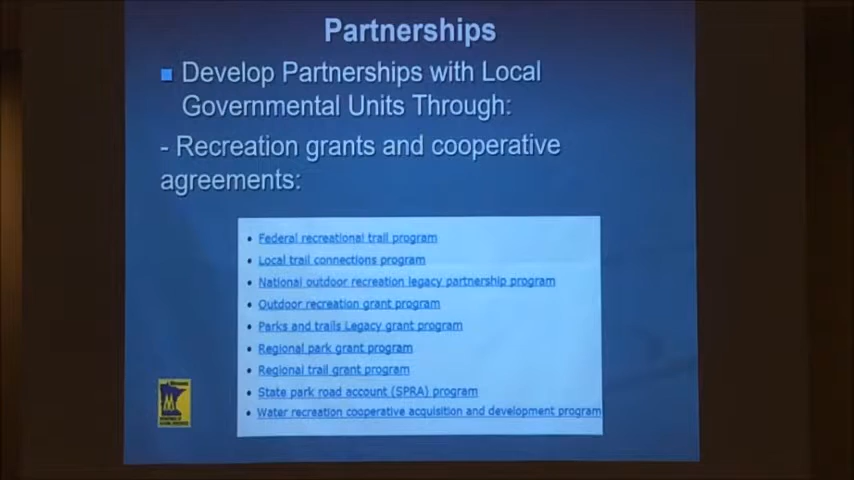 Partnerships
■ Develop Partnerships with Local
Governmental Units Through:
- Recreation grants and cooperative
agreements:
• Federal recreational trail program
• Local trail connections program
• National outdoor recreation legacy partnership program
• Outdoor recreation grant program
• Parks and trails Legacy grant program
• Regional park grant program
• Regional trail grant program
• State park road account (SPRA) program
• Water recreation cooperative acquisition and development program